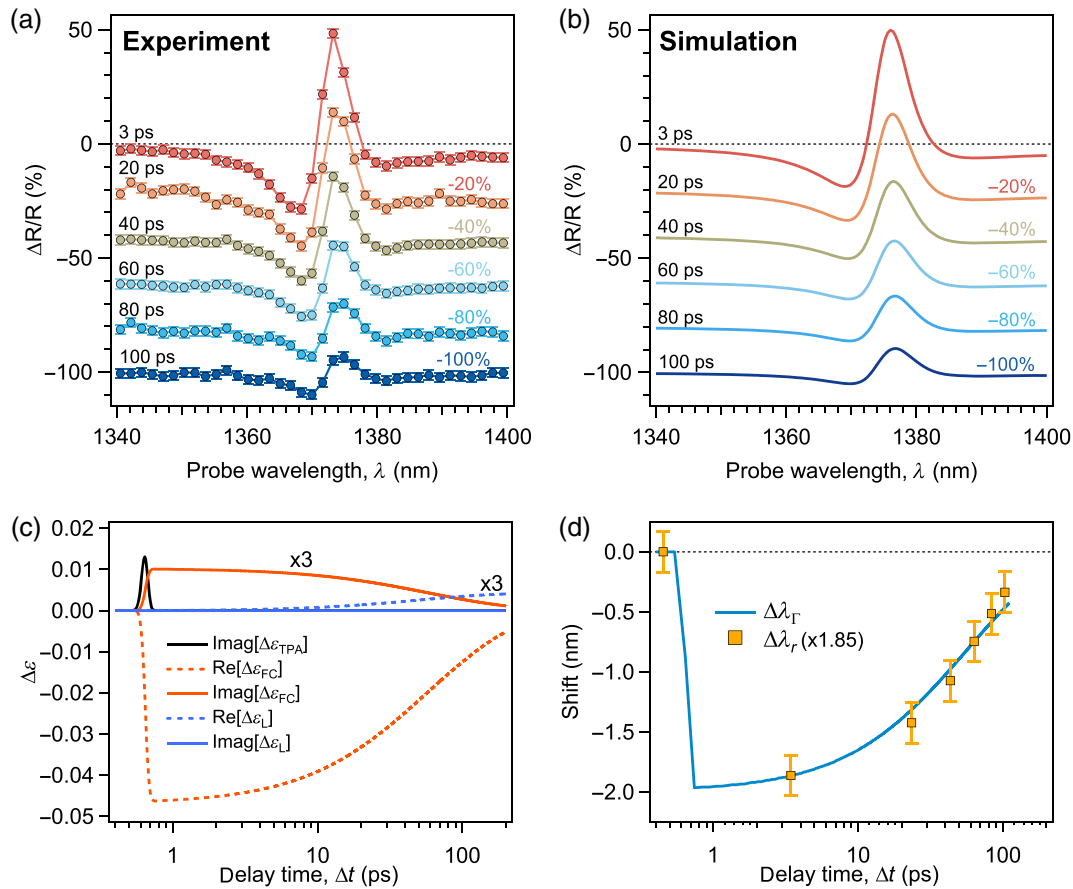 (a)
Experiment
50
0
−50
−100
ΔR/R (%)
3 ps
20 ps
-20%
40 ps
-40%
60 ps
-60%
80 ps
-80%
100 ps
-100%
1340 1360 1380 1400
Probe wavelength, λ (nm)
(b)
Simulation
50
0
−50
−100
ΔR/R (%)
3 ps
20 ps
−20%
40 ps
−40%
60 ps
−60%
80 ps
−80%
100 ps
−100%
1340 1360 1380 1400
Probe wavelength, λ (nm)
(c)
0.02
0.01
0.00
−0.01
−0.02
−0.03
−0.04
−0.05
Δε
x3
x3
Imag[Δε_TPA]
Re[Δε_FC]
Imag[Δε_FC]
Re[Δε_L]
Imag[Δε_L]
1 10 100
Delay time, Δt (ps)
(d)
0.0
−0.5
−1.0
−1.5
−2.0
Shift (nm)
Δλ_Γ
Δλ_r (x1.85)
1 10 100
Delay time, Δt (ps)